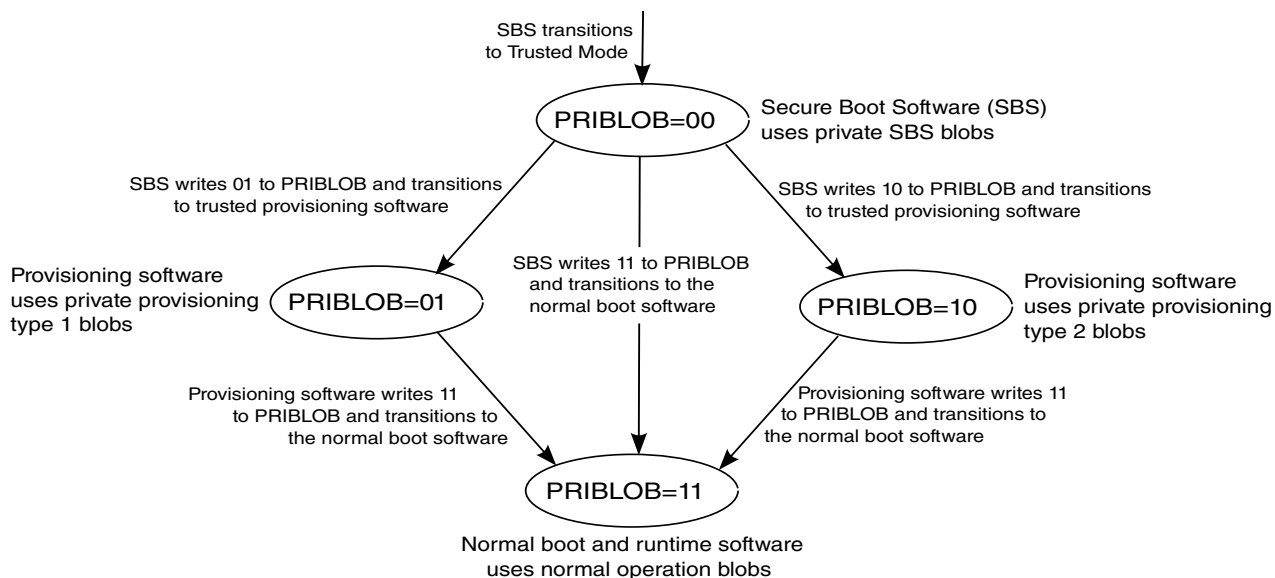 SBS transitions
to Trusted Mode
PRIBLOB=00
Secure Boot Software (SBS)
uses private SBS blobs
SBS writes 01 to PRIBLOB and transitions
to trusted provisioning software
SBS writes 10 to PRIBLOB and transitions
to trusted provisioning software
SBS writes 11 to PRIBLOB
and transitions to the
normal boot software
Provisioning software
uses private provisioning
type 1 blobs
PRIBLOB=01
PRIBLOB=10
Provisioning software
uses private provisioning
type 2 blobs
Provisioning software writes 11
to PRIBLOB and transitions to
the normal boot software
Provisioning software writes 11
to PRIBLOB and transitions to
the normal boot software
PRIBLOB=11
Normal boot and runtime software
uses normal operation blobs